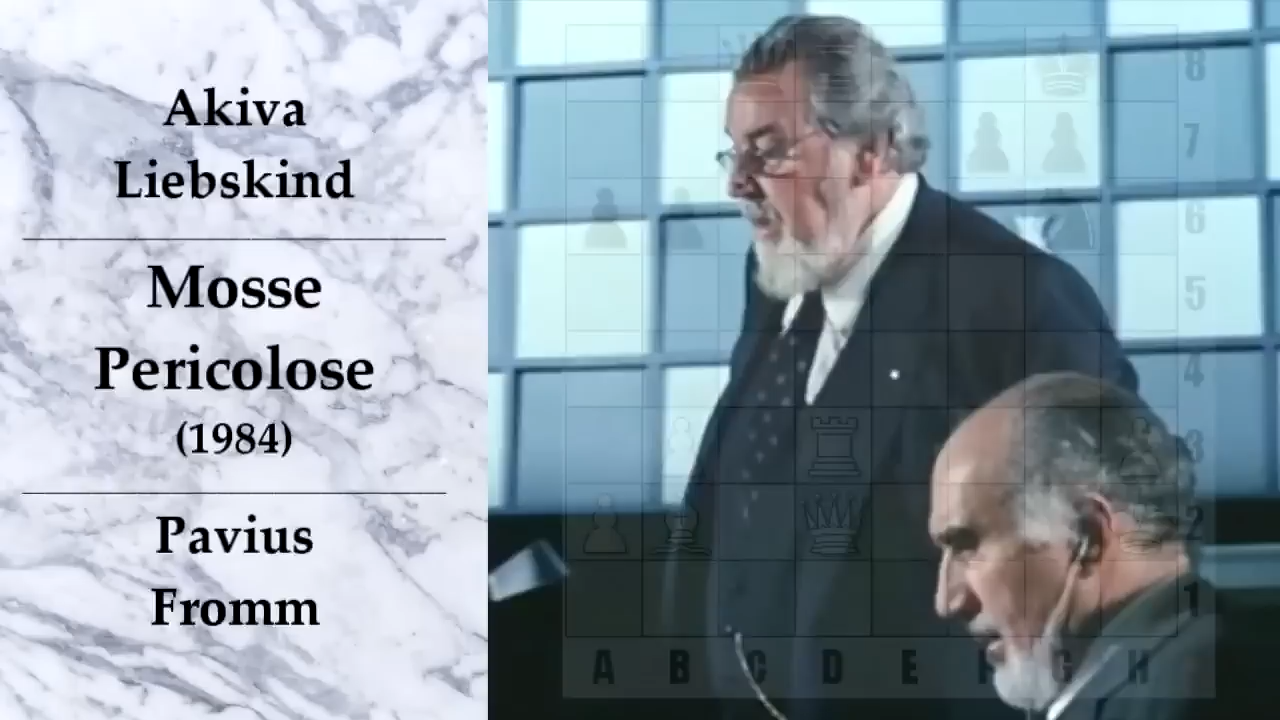 Akiva
Liebskind
Mosse
Pericolose
(1984)
Pavius
Fromm
8
7
6
5
4
3
2
1
A B C D E F G H